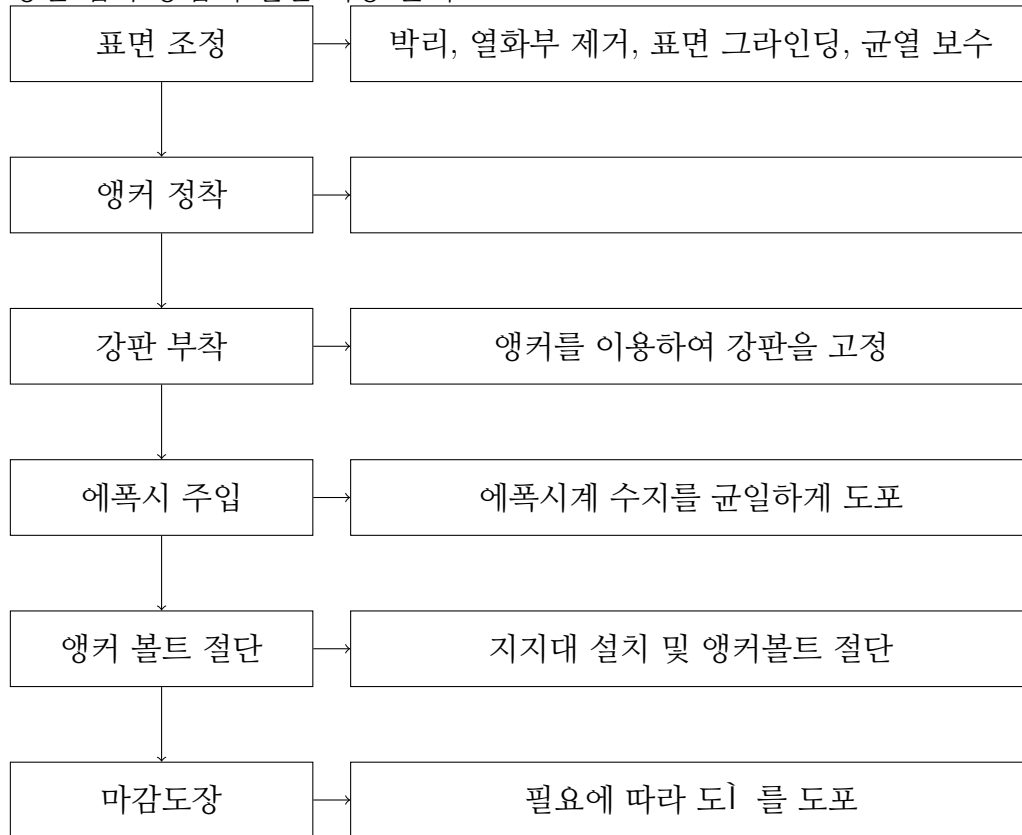 표면 조정
박리, 열화부 제거, 표면 그라인딩, 균열 보수
앵커 정착
강판 부착
앵커를 이용하여 강판을 고정
에폭시 주입
에폭시계 수지를 균일하게 도포
앵커 볼트 절단
지지대 설치 및 앵커볼트 절단
마감도장
필요에 따라 도Ì 를 도포